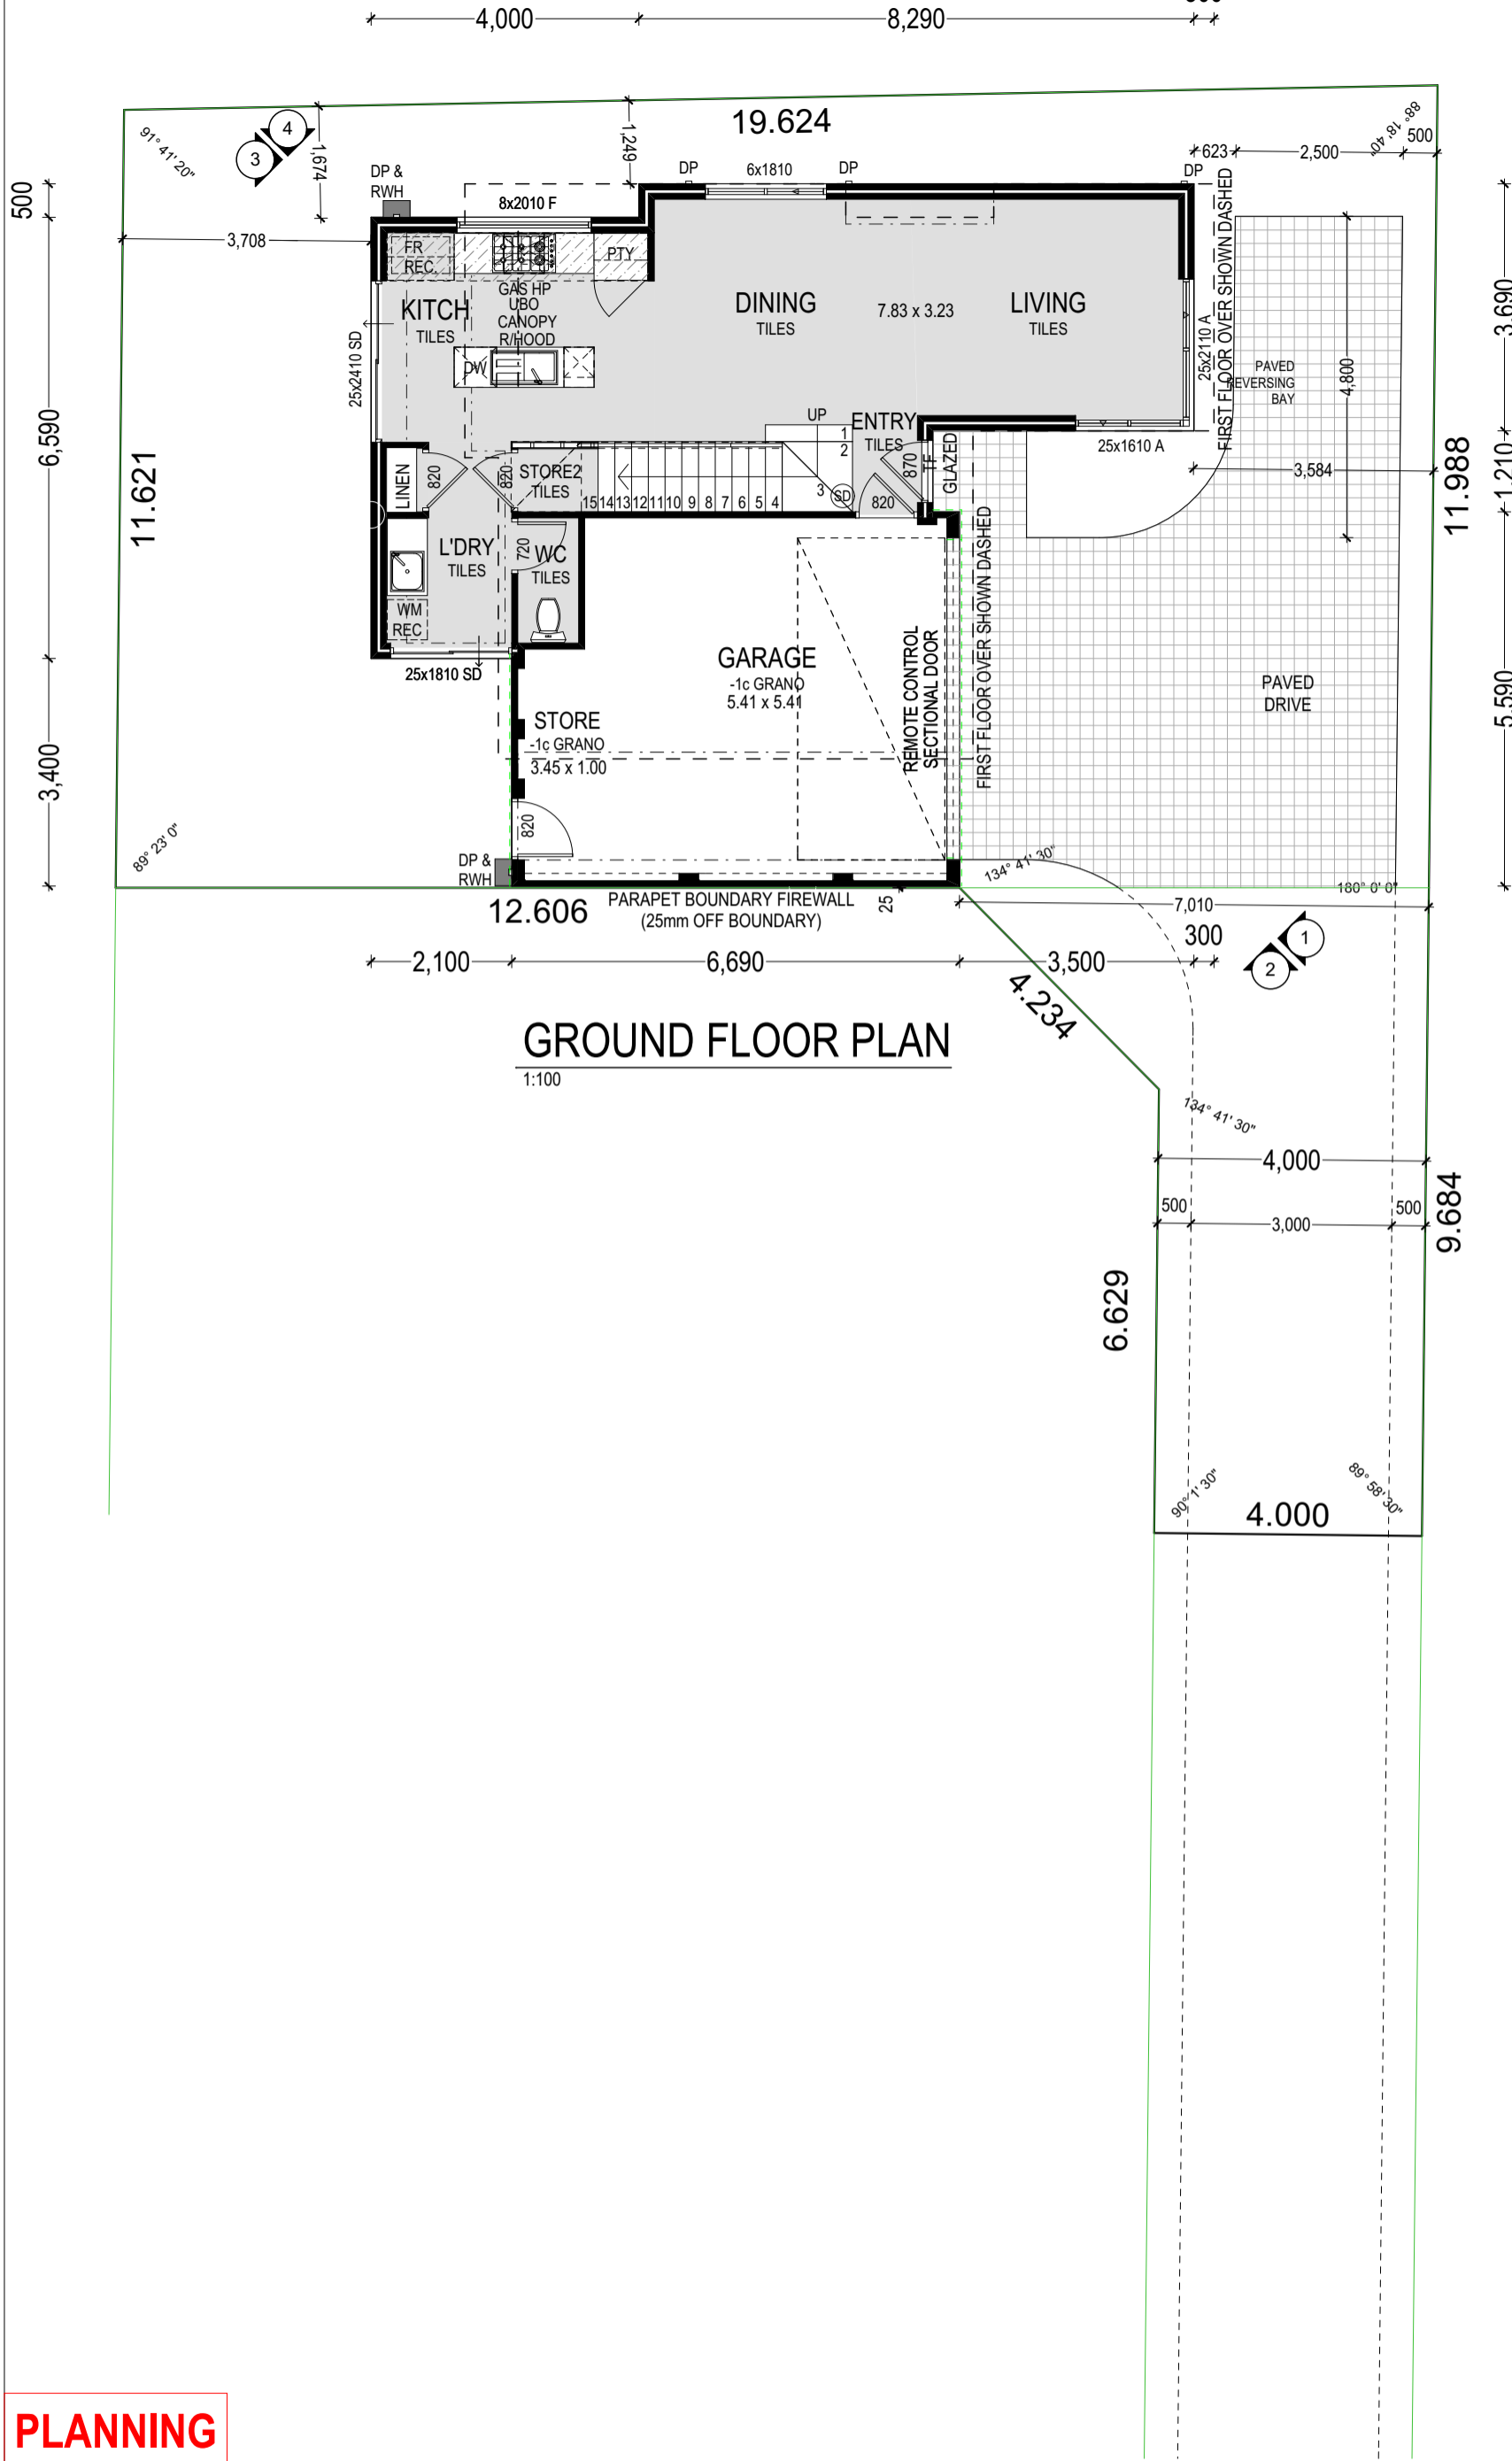 4,000
8,290
19.624
91° 41' 20"
88° 18' 40"
4
3
1,674
1,249
500
623
2,500
500
DP &
RWH
DP
6x1810
DP
DP
8x2010 F
3,708
FR
REC.
PTY
GAS HP
UBO
CANOPY
R/HOOD
KITCH
TILES
DINING
TILES
7.83 x 3.23
LIVING
TILES
DW
25x2410 SD
25x2110 A
FIRST FLOOR OVER SHOWN DASHED
PAVED
REVERSING
BAY
4,800
3,690
6,590
11.621
UP
1
2
3
ENTRY
TILES
25x1610 A
3,584
11.988
1,210
LINEN
820
820
STORE2
TILES
15 14 13 12 11 10 9 8 7 6 5 4
SD
820
870
TF
GLAZED
L'DRY
TILES
720
WC
TILES
WM
REC
25x1810 SD
GARAGE
-1c GRANO
5.41 x 5.41
REMOTE CONTROL
SECTIONAL DOOR
FIRST FLOOR OVER SHOWN DASHED
PAVED
DRIVE
5,590
STORE
-1c GRANO
3.45 x 1.00
3,400
820
89° 23' 0"
DP &
RWH
12.606
PARAPET BOUNDARY FIREWALL
(25mm OFF BOUNDARY)
25
134° 41' 30"
180° 0' 0"
7,010
2,100
6,690
3,500
300
1
2
4.234
GROUND FLOOR PLAN
1:100
134° 41' 30"
4,000
500
3,000
500
9.684
6.629
90° 1' 30"
89° 58' 30"
4.000
PLANNING